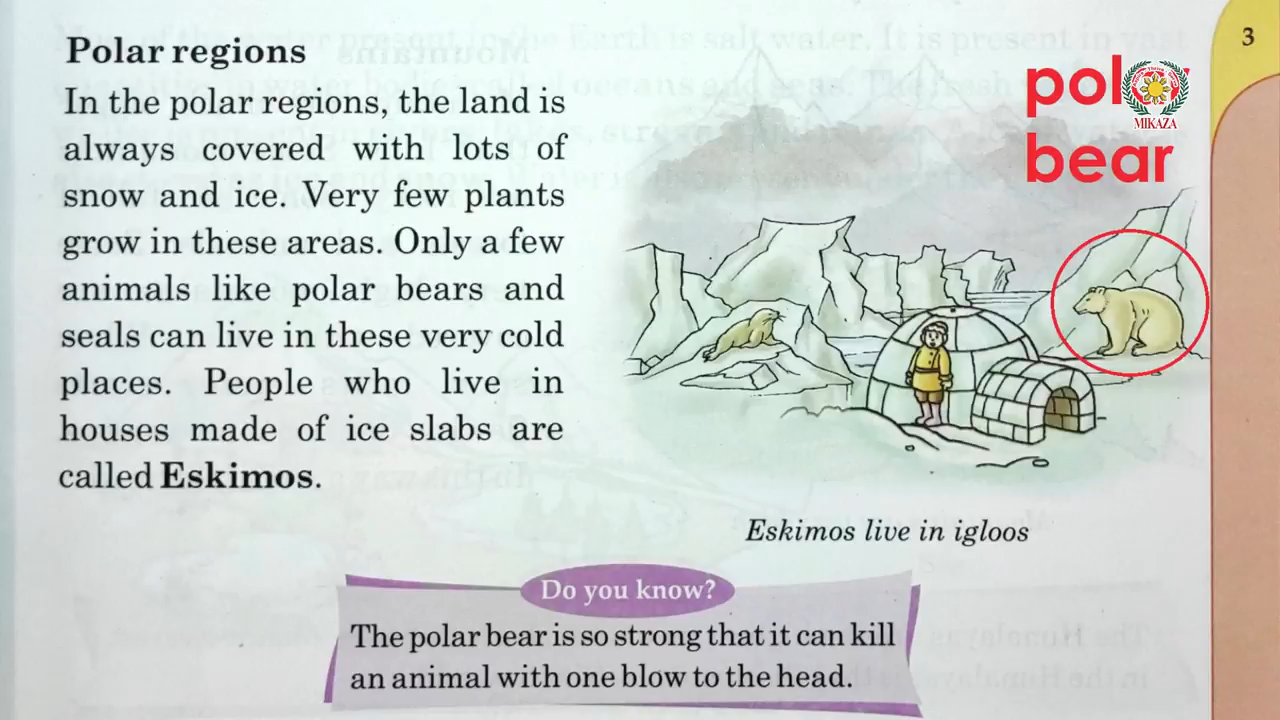 Polar regions
In the polar regions, the land is
always covered with lots of
snow and ice. Very few plants
grow in these areas. Only a few
animals like polar bears and
seals can live in these very cold
places. People who live in
houses made of ice slabs are
called Eskimos.
3
polar
bear
MIKAZA
Eskimos live in igloos
Do you know?
The polar bear is so strong that it can kill
an animal with one blow to the head.